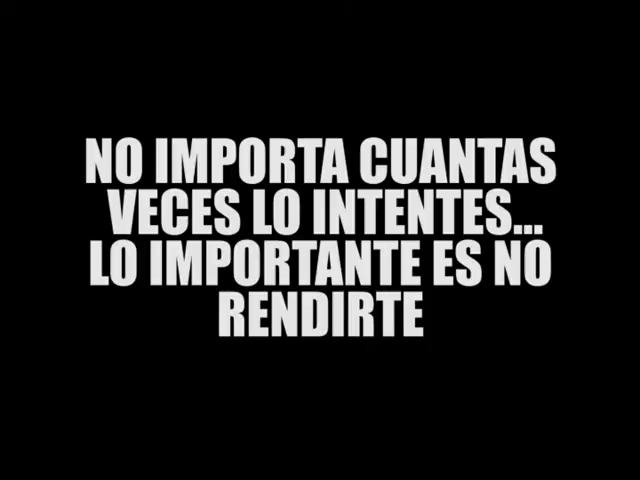 NO IMPORTA CUANTAS
VECES LO INTENTES...
LO IMPORTANTE ES NO
RENDIRTE